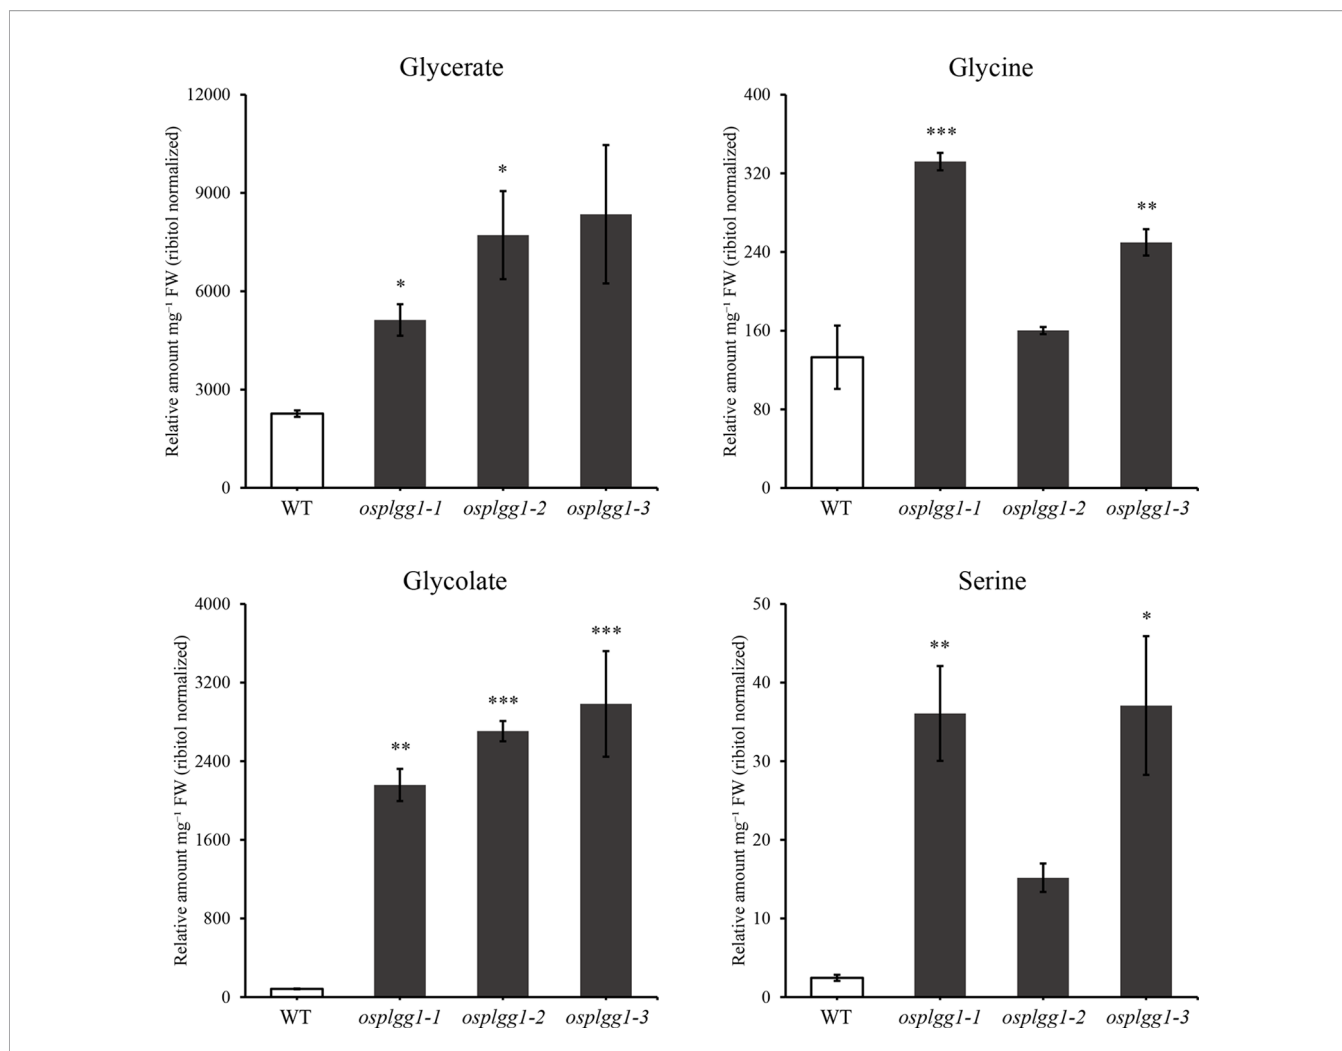 Glycerate
Relative amount mg⁻¹ FW (ribitol normalized)
12000
9000
6000
3000
0
*
*
WT osplgg1-1 osplgg1-2 osplgg1-3
Glycine
Relative amount mg⁻¹ FW (ribitol normalized)
400
320
240
160
80
0
***
**
WT osplgg1-1 osplgg1-2 osplgg1-3
Glycolate
Relative amount mg⁻¹ FW (ribitol normalized)
4000
3200
2400
1600
800
0
**
***
***
WT osplgg1-1 osplgg1-2 osplgg1-3
Serine
Relative amount mg⁻¹ FW (ribitol normalized)
50
40
30
20
10
0
**
*
WT osplgg1-1 osplgg1-2 osplgg1-3